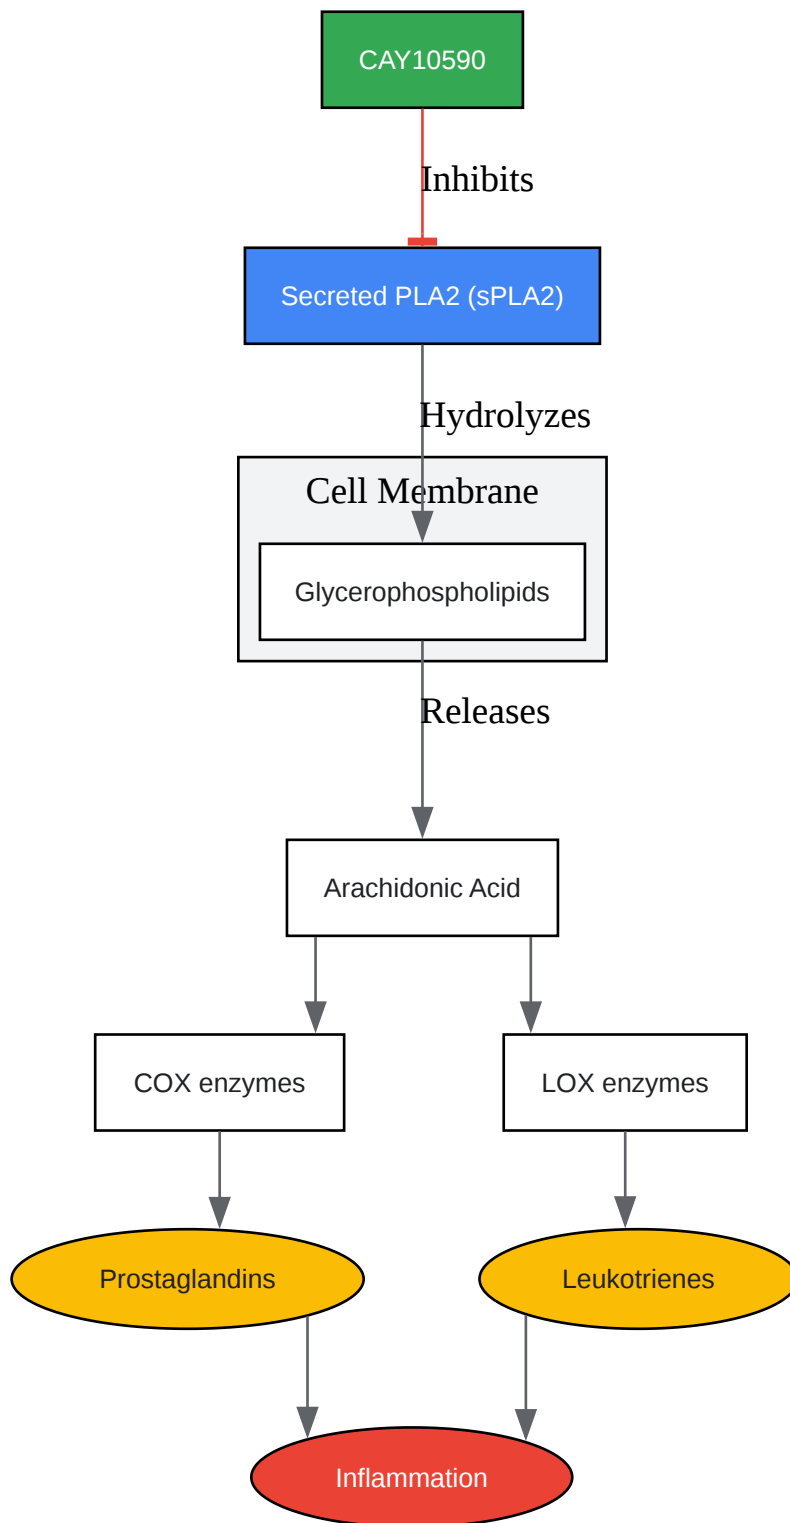 CAY10590
Inhibits
Secreted PLA2 (sPLA2)
Hydrolyzes
Cell Membrane
Glycerophospholipids
Releases
Arachidonic Acid
COX enzymes
LOX enzymes
Prostaglandins
Leukotrienes
Inflammation